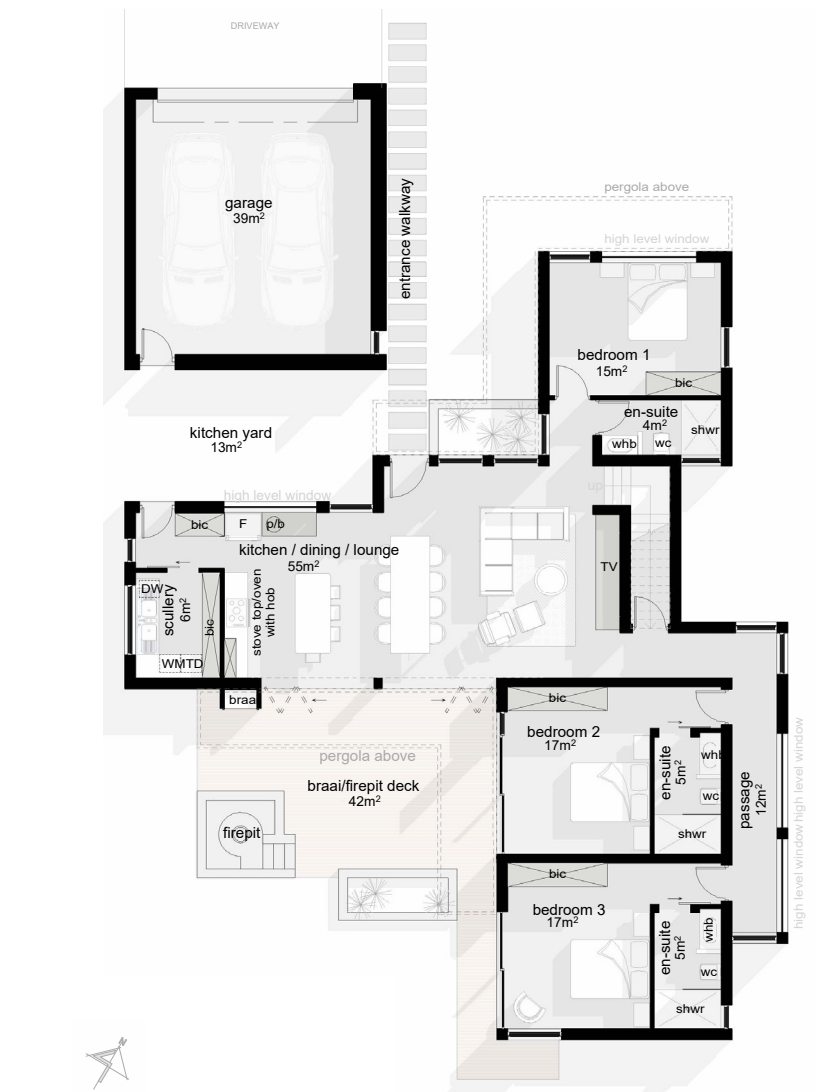 DRIVEWAY
garage
39m²
entrance walkway
pergola above
high level window
bedroom 1
15m²
bic
en-suite
4m²
whb
wc
shwr
kitchen yard
13m²
high level window
up
bic
F
p/b
kitchen / dining / lounge
55m²
TV
DW
scullery
6m²
bic
stove top/oven
with hob
WMTD
braa
bic
bedroom 2
17m²
en-suite
5m²
whb
wc
shwr
pergola above
braai/firepit deck
42m²
firepit
passage
12m²
high level window
high level window
bic
bedroom 3
17m²
en-suite
5m²
whb
wc
shwr
N